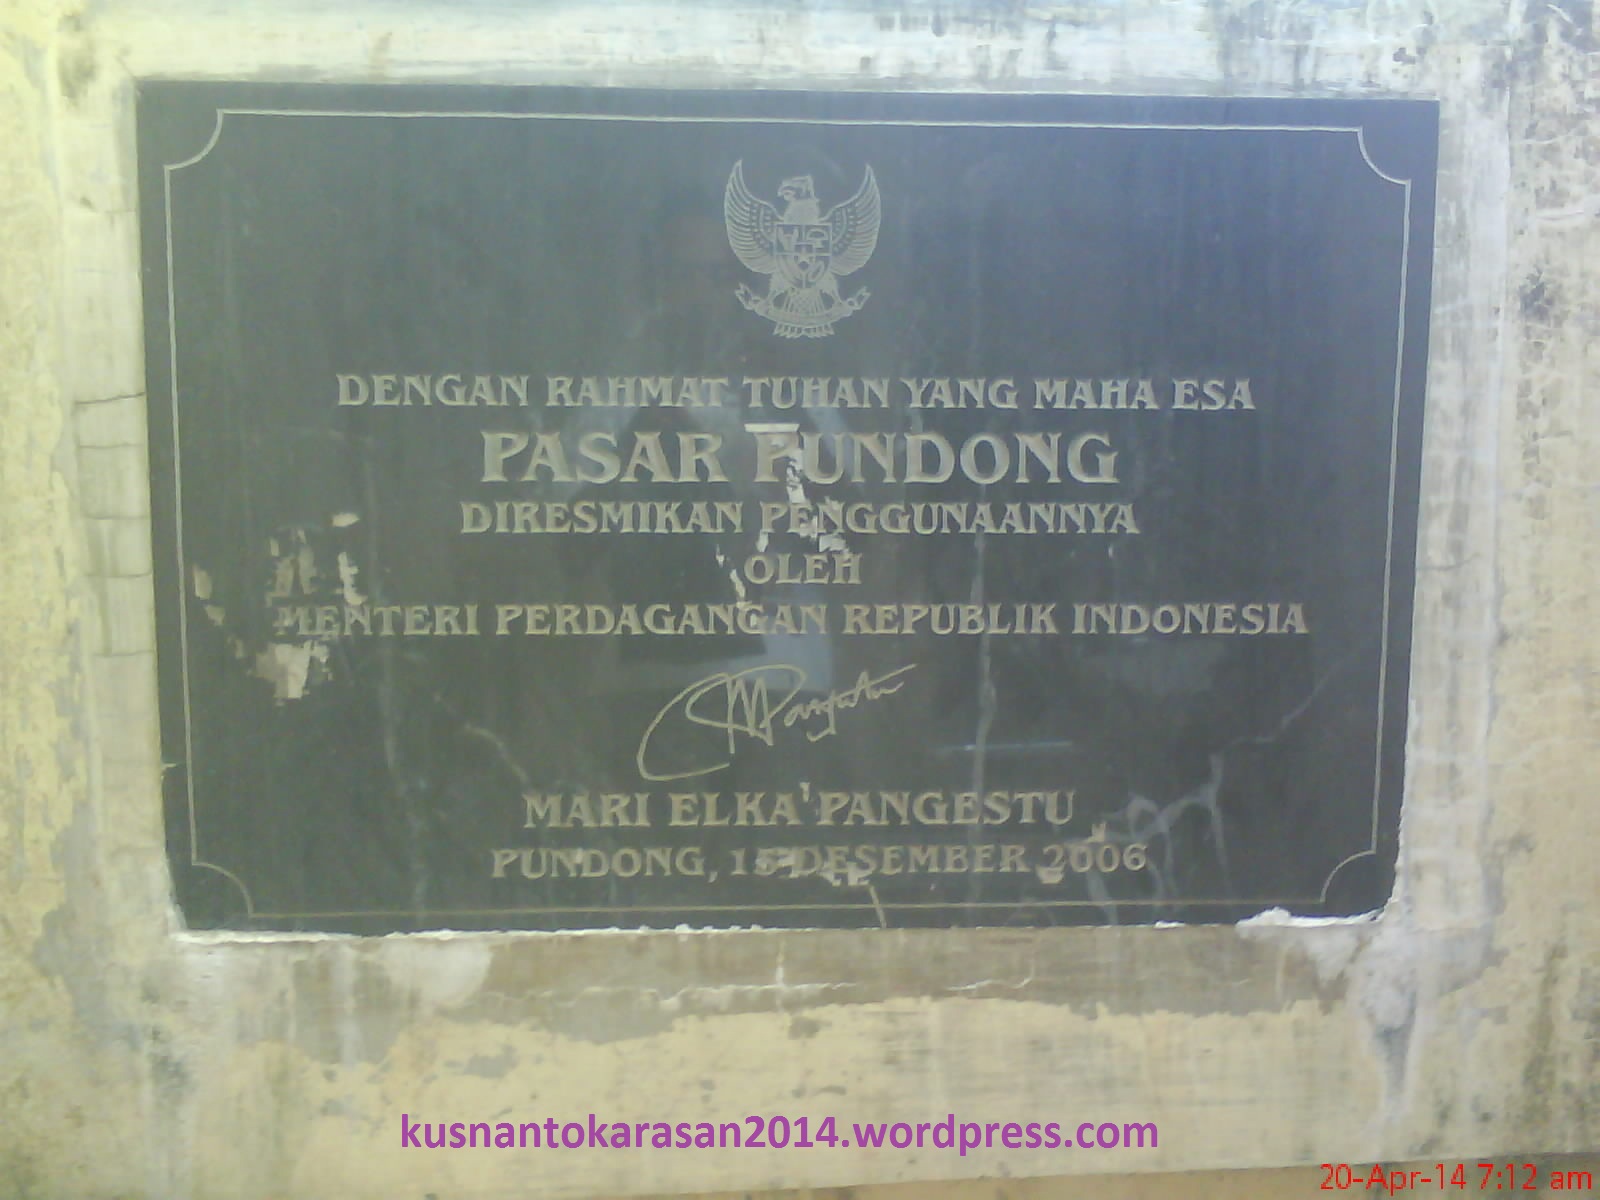 DENGAN RAHMAT TUHAN YANG MAHA ESA
PASAR PUNDONG
DIRESMIKAN PENGGUNAANNYA
OLEH
MENTERI PERDAGANGAN REPUBLIK INDONESIA
MARI ELKA PANGESTU
PUNDONG, DESEMBER 2006
kusnantokarasan2014.wordpress.com
20-Apr-14 7:12 am